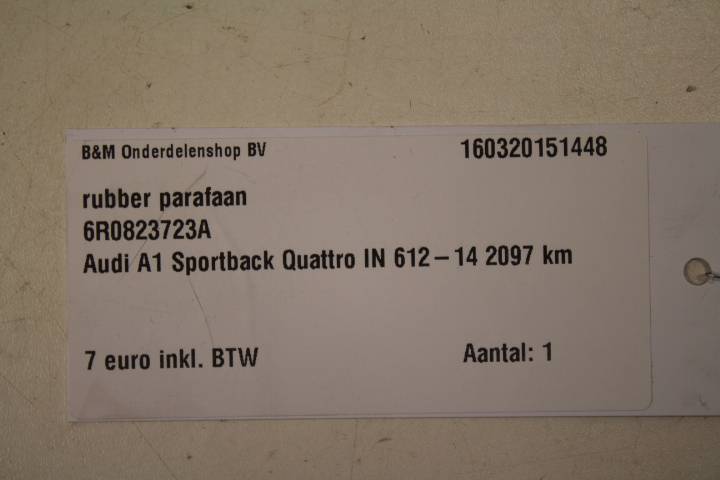 B&M Onderdelenshop BV 160320151448
rubber parafaan
6R0823723A
Audi A1 Sportback Quattro IN 612-14 2097 km
7 euro inkl. BTW Aantal: 1